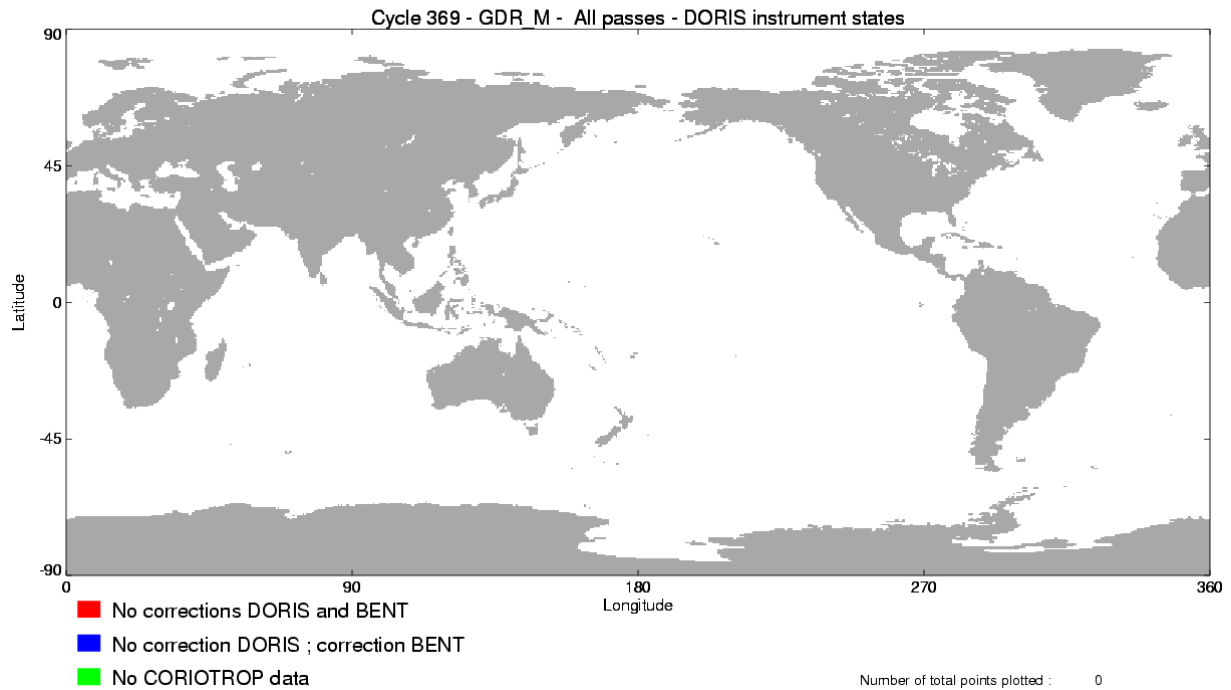 Cycle 369 - GDR_M - All passes - DORIS instrument states
90
45
0
-45
-90
Latitude
0 90 180 270 360
Longitude
No corrections DORIS and BENT
No correction DORIS ; correction BENT
No CORIOTROP data
Number of total points plotted : 0